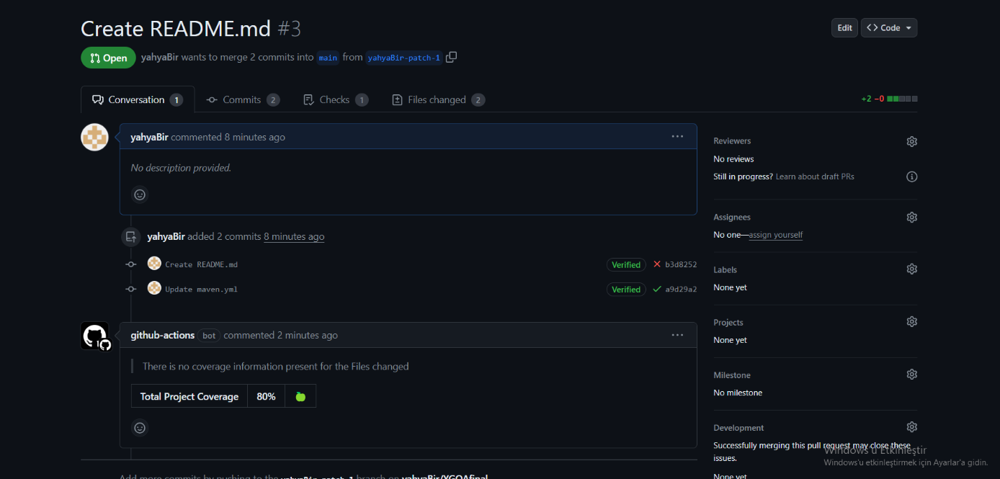 Create README.md #3
Edit
<> Code
Open
yahyaBir wants to merge 2 commits into main from yahyaBir-patch-1
Conversation 1
Commits 2
Checks 1
Files changed 2
+2 −0
yahyaBir commented 8 minutes ago
No description provided.
yahyaBir added 2 commits 8 minutes ago
Create README.md
Verified
b3d8252
Update maven.yml
Verified
a9d29a2
github-actions bot commented 2 minutes ago
There is no coverage information present for the Files changed
Total Project Coverage 80%
Add more commits by pushing to the yahyaBir-patch-1 branch on yahyaBir/YGQAfinal.
Reviewers
No reviews
Still in progress? Learn about draft PRs
Assignees
No one—assign yourself
Labels
None yet
Projects
None yet
Milestone
No milestone
Development
Successfully merging this pull request may close these
issues.
None yet
Windows'u Etkinleştir
Windows'u etkinleştirmek için Ayarlar'a gidin.